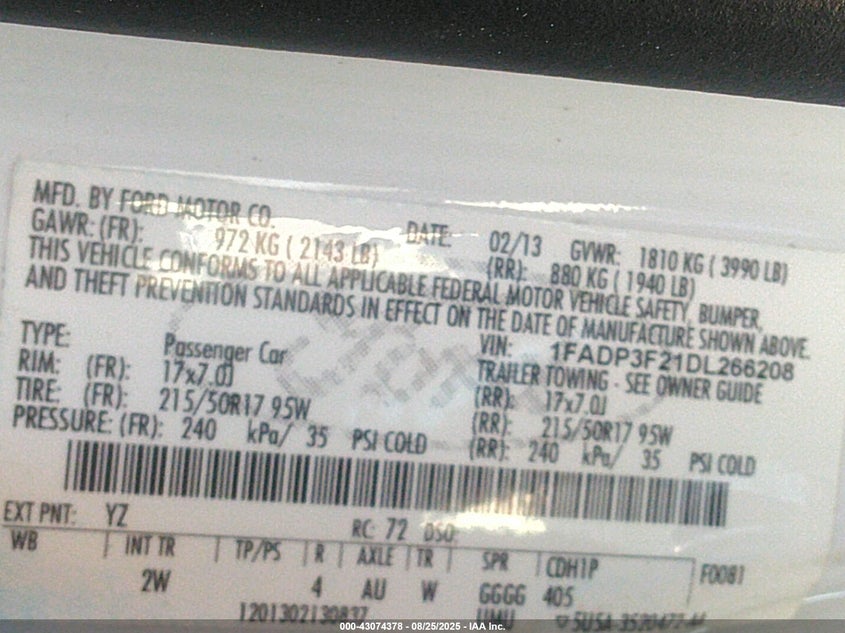 MFD. BY FORD MOTOR CO.
DATE: 02/13 GVWR: 1810 KG ( 3990 LB)
GAWR: (FR): 972 KG ( 2143 LB) (RR): 880 KG ( 1940 LB)
THIS VEHICLE CONFORMS TO ALL APPLICABLE FEDERAL MOTOR VEHICLE SAFETY, BUMPER,
AND THEFT PREVENTION STANDARDS IN EFFECT ON THE DATE OF MANUFACTURE SHOWN ABOVE.
VIN: 1FADP3F21DL266208
TYPE: Passenger Car TRAILER TOWING - SEE OWNER GUIDE
RIM: (FR): 17x7.0J (RR): 17x7.0J
TIRE: (FR): 215/50R17 95W (RR): 215/50R17 95W
PRESSURE: (FR): 240 kPa/ 35 PSI COLD (RR): 240 kPa/ 35 PSI COLD
EXT PNT: YZ RC: 72 DSO:
WB INT TR TP/PS R AXLE TR SPR CDH1P F0081
2W 4 AU W GGGG 405
1201302130837 UMU
000-43074378 - 08/25/2025 - IAA Inc.